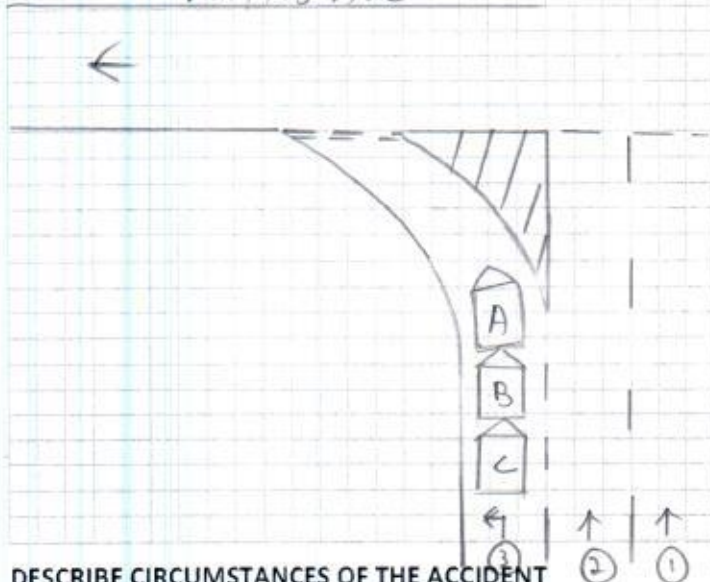 A
B
C
③ ② ①
DESCRIBE CIRCUMSTANCES OF THE ACCIDENT